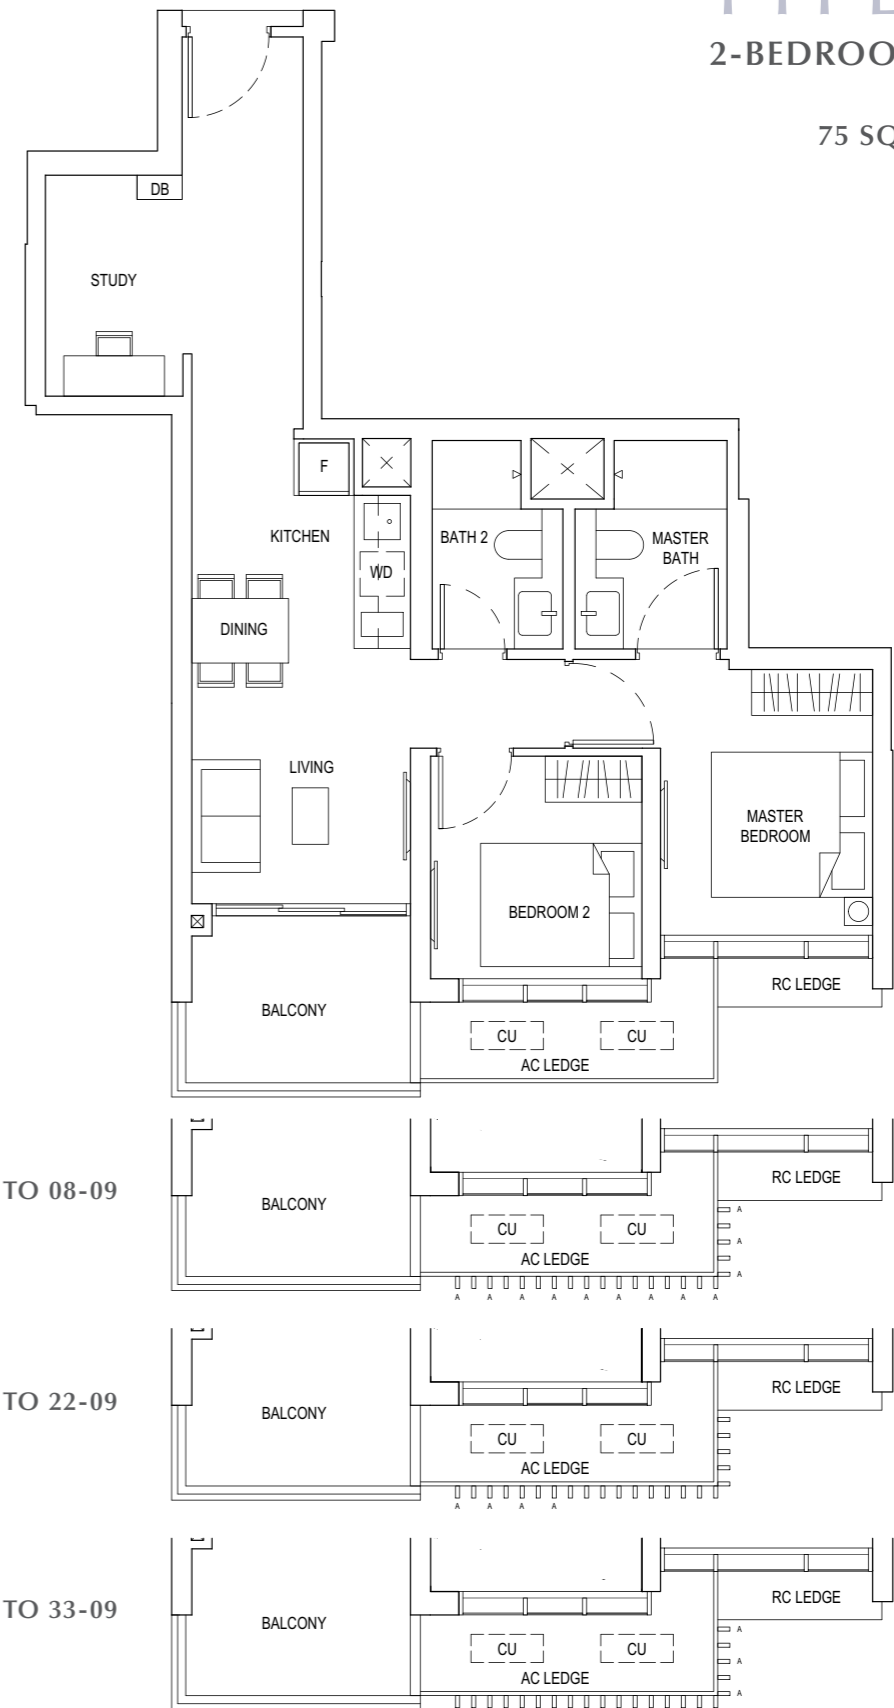 2-BEDROO
75 SQ
DB
STUDY
F
KITCHEN
BATH 2
MASTER
BATH
WD
DINING
LIVING
MASTER
BEDROOM
BEDROOM 2
BALCONY
RC LEDGE
CU
CU
AC LEDGE
TO 08-09
BALCONY
RC LEDGE
CU
CU
AC LEDGE
A
A
A
A A A A A A A A A
TO 22-09
BALCONY
RC LEDGE
CU
CU
AC LEDGE
A A A A
TO 33-09
BALCONY
RC LEDGE
CU
CU
AC LEDGE
A
A
A